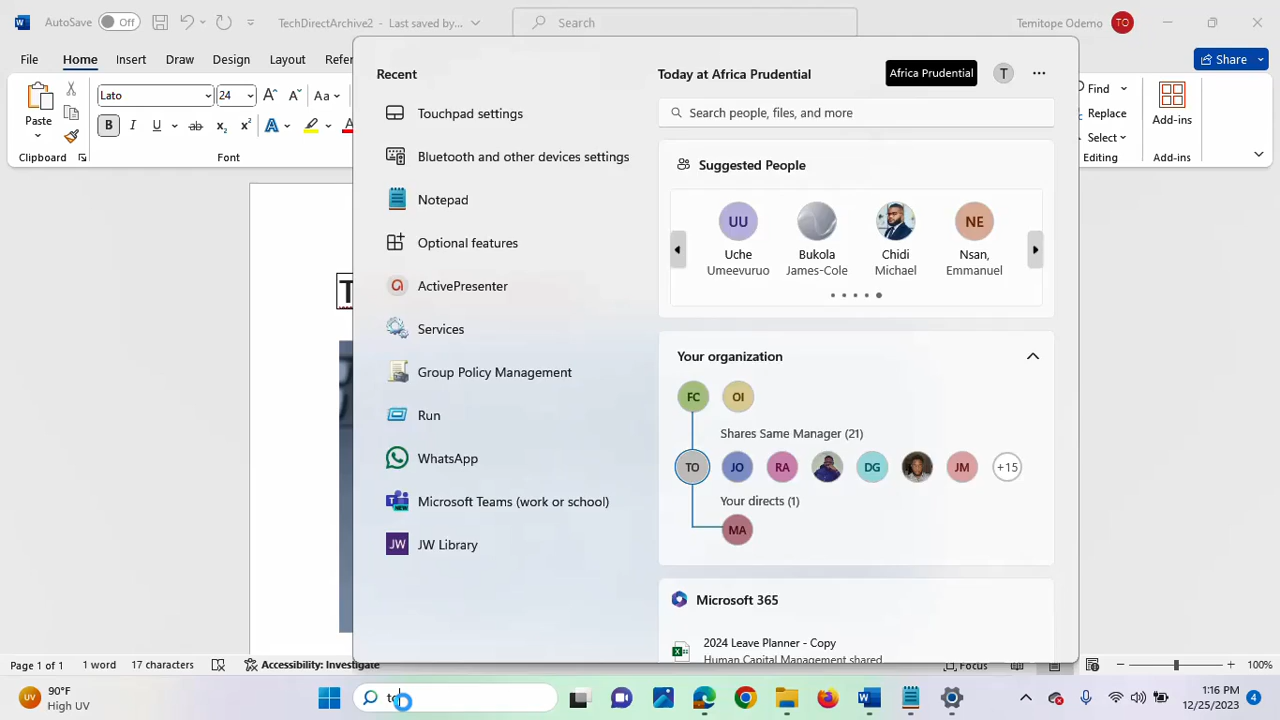 AutoSave Off TechDirectArchive2 - Last saved by... Search Temitope Odemo TO
File Home Insert Draw Design Layout Refer Share
Lato 24 A A Aa Find
Paste B I U ab x2 x2 A A Replace Add-ins
Select
Clipboard Font Editing Add-ins
T
Recent
Touchpad settings
Bluetooth and other devices settings
Notepad
Optional features
ActivePresenter
Services
Group Policy Management
Run
WhatsApp
Microsoft Teams (work or school)
JW Library
Today at Africa Prudential Africa Prudential T
Search people, files, and more
Suggested People
UU NE
Uche Bukola Chidi Nsan,
Umeevuruo James-Cole Michael Emmanuel
Your organization
FC OI
Shares Same Manager (21)
TO JO RA DG JM +15
Your directs (1)
MA
Microsoft 365
2024 Leave Planner - Copy
Human Capital Management shared
Page 1 of 1 1 word 17 characters Accessibility: Investigate Focus 100%
UV 90°F
High UV
1:16 PM
12/25/2023 4